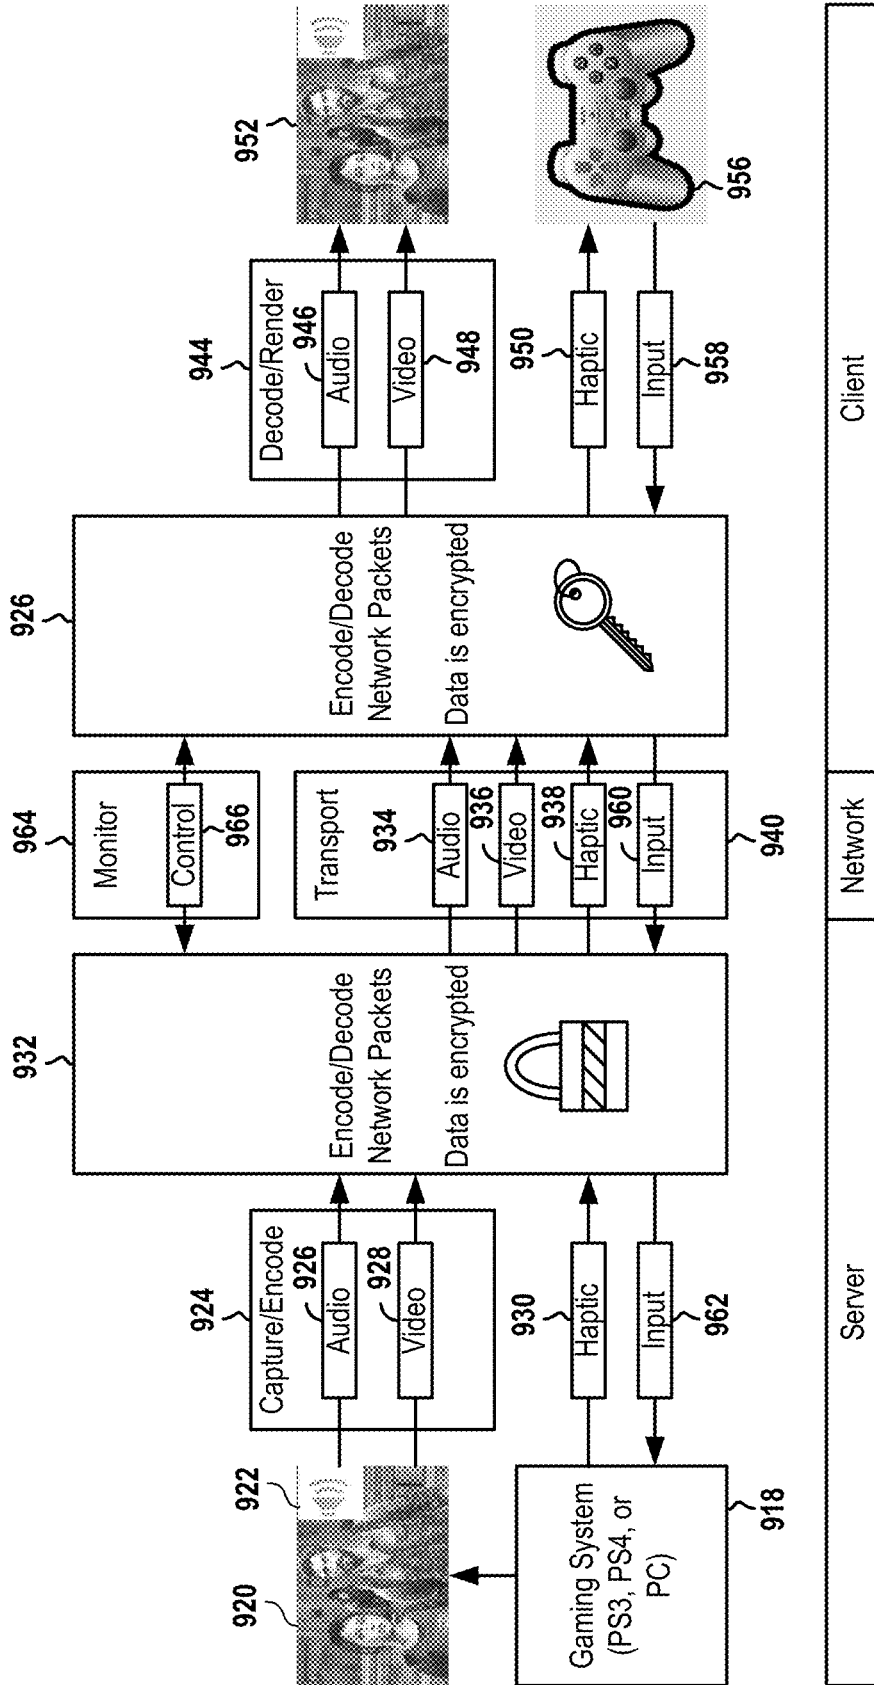 920
922
924
Capture/Encode
926
Audio
928
Video
Gaming System
(PS3, PS4, or
PC)
918
930
Haptic
Input
962
932
Encode/Decode
Network Packets
Data is encrypted
964
Monitor
Control
966
Transport
934
Audio
936
Video
938
Haptic
960
Input
940
926
Encode/Decode
Network Packets
Data is encrypted
944
Decode/Render
946
Audio
Video
948
950
Haptic
Input
958
952
956
Server
Network
Client